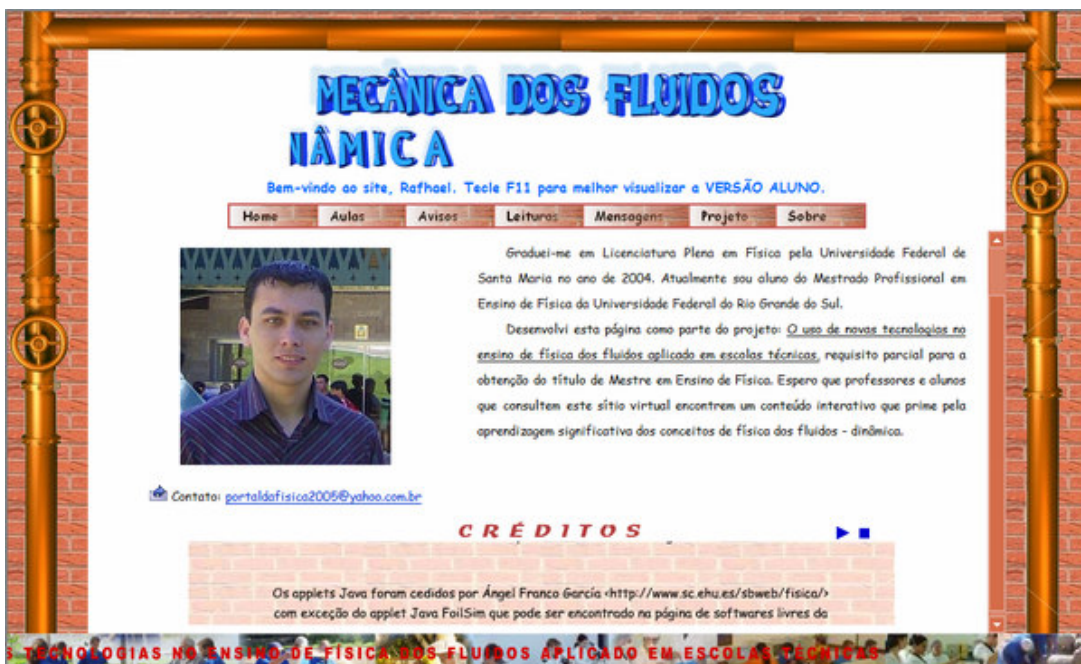 MECÂNICA DOS FLUIDOS
NÂMICA
Bem-vindo ao site, Rafhael. Tecle F11 para melhor visualizar a VERSÃO ALUNO.
Home Aulas Avisos Leituras Mensagens Projeto Sobre
Graduei-me em Licenciatura Plena em Física pela Universidade Federal de
Santa Maria no ano de 2004. Atualmente sou aluno do Mestrado Profissional em
Ensino de Física da Universidade Federal do Rio Grande do Sul.
Desenvolvi esta página como parte do projeto: O uso de novas tecnologias no
ensino de física dos fluidos aplicado em escolas técnicas, requisito parcial para a
obtenção do título de Mestre em Ensino de Física. Espero que professores e alunos
que consultem este sítio virtual encontrem um conteúdo interativo que prime pela
aprendizagem significativa dos conceitos de física dos fluidos - dinâmica.
Contato: portaldafisica2005@yahoo.com.br
CRÉDITOS
Os applets Java foram cedidos por Ángel Franco García <http://www.sc.ehu.es/sbweb/fisica/>
com exceção do applet Java FoilSim que pode ser encontrado na página de softwares livres da
S TECNOLOGIAS NO ENSINO DE FÍSICA DOS FLUIDOS APLICADO EM ESCOLAS TÉCNICAS